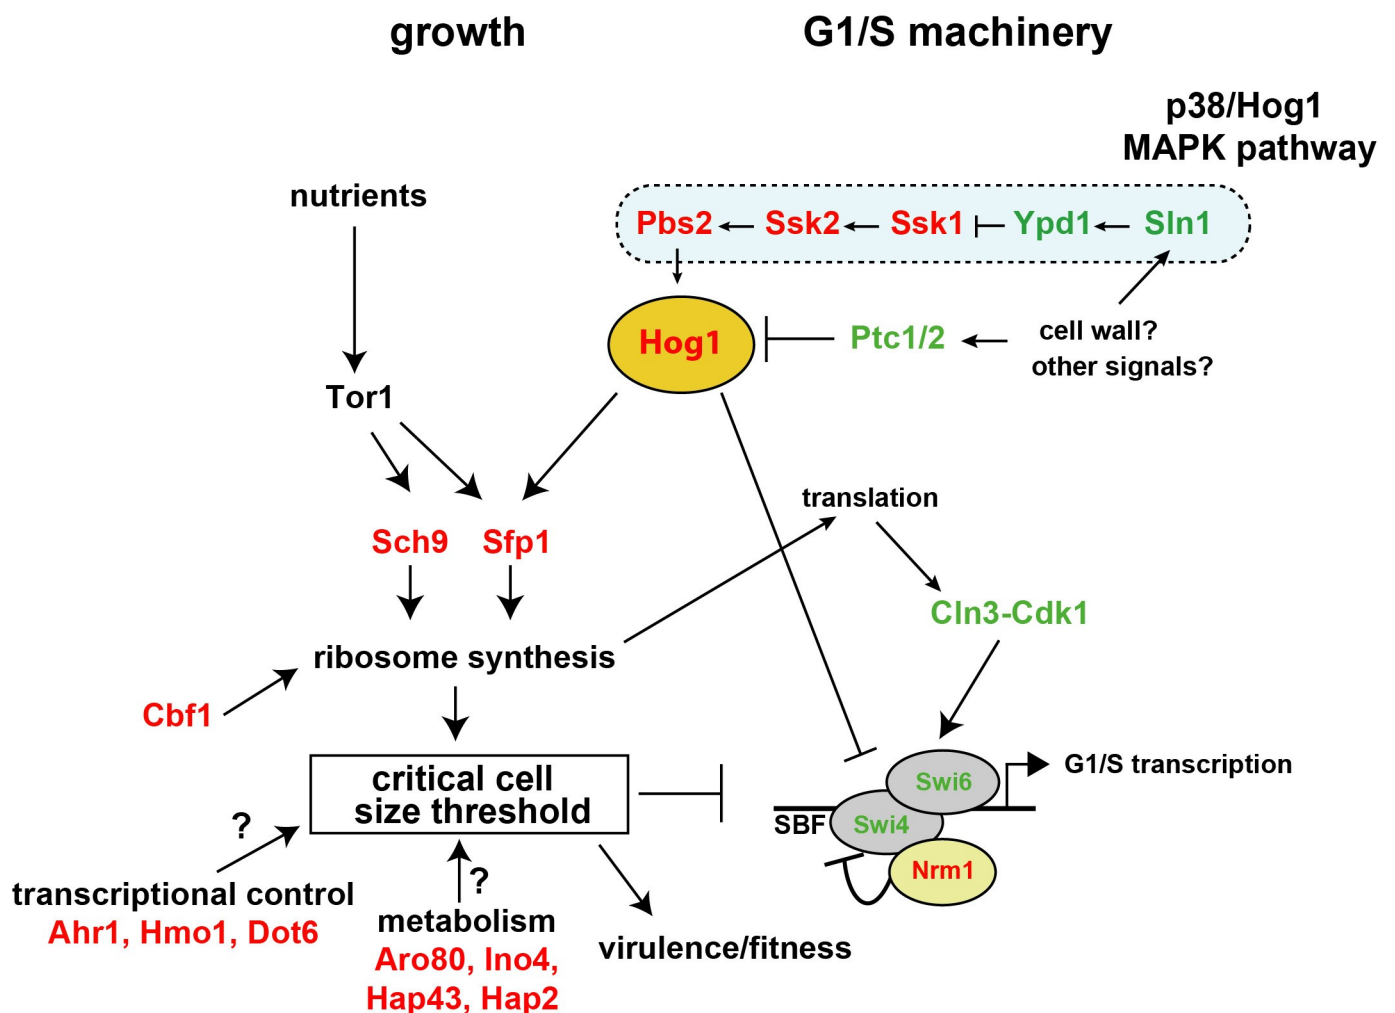 growth
G1/S machinery
p38/Hog1
MAPK pathway
nutrients
Pbs2
Ssk2
Ssk1
Ypd1
Sln1
Hog1
Ptc1/2
cell wall?
other signals?
Tor1
translation
Sch9
Sfp1
Cln3-Cdk1
ribosome synthesis
Cbf1
critical cell
size threshold
Swi6
G1/S transcription
SBF
Swi4
Nrm1
?
transcriptional control
Ahr1, Hmo1, Dot6
?
metabolism
Aro80, Ino4,
Hap43, Hap2
virulence/fitness